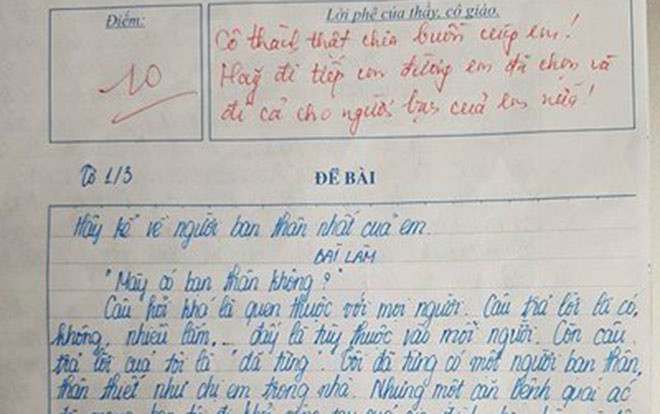 Điểm:
Lời phê của thầy, cô giáo.
10
Cô thành thật chia buồn cùng em!
Hãy đi tiếp con đường em đã chọn và
đi cả cho người bạn của em nữa!
Tờ 1/3
ĐỀ BÀI
Hãy kể về người bạn thân nhất của em.
BÀI LÀM
"Mày có bạn thân không?"
Câu hỏi khá là quen thuộc với mọi người. Câu trả lời là có,
không, nhiều lắm,... đấy là tùy thuộc vào mỗi người. Còn câu
trả lời của tôi là "đã từng". Tôi đã từng có một người bạn thân,
thân thiết như chị em trong nhà. Nhưng một căn bệnh quái ác